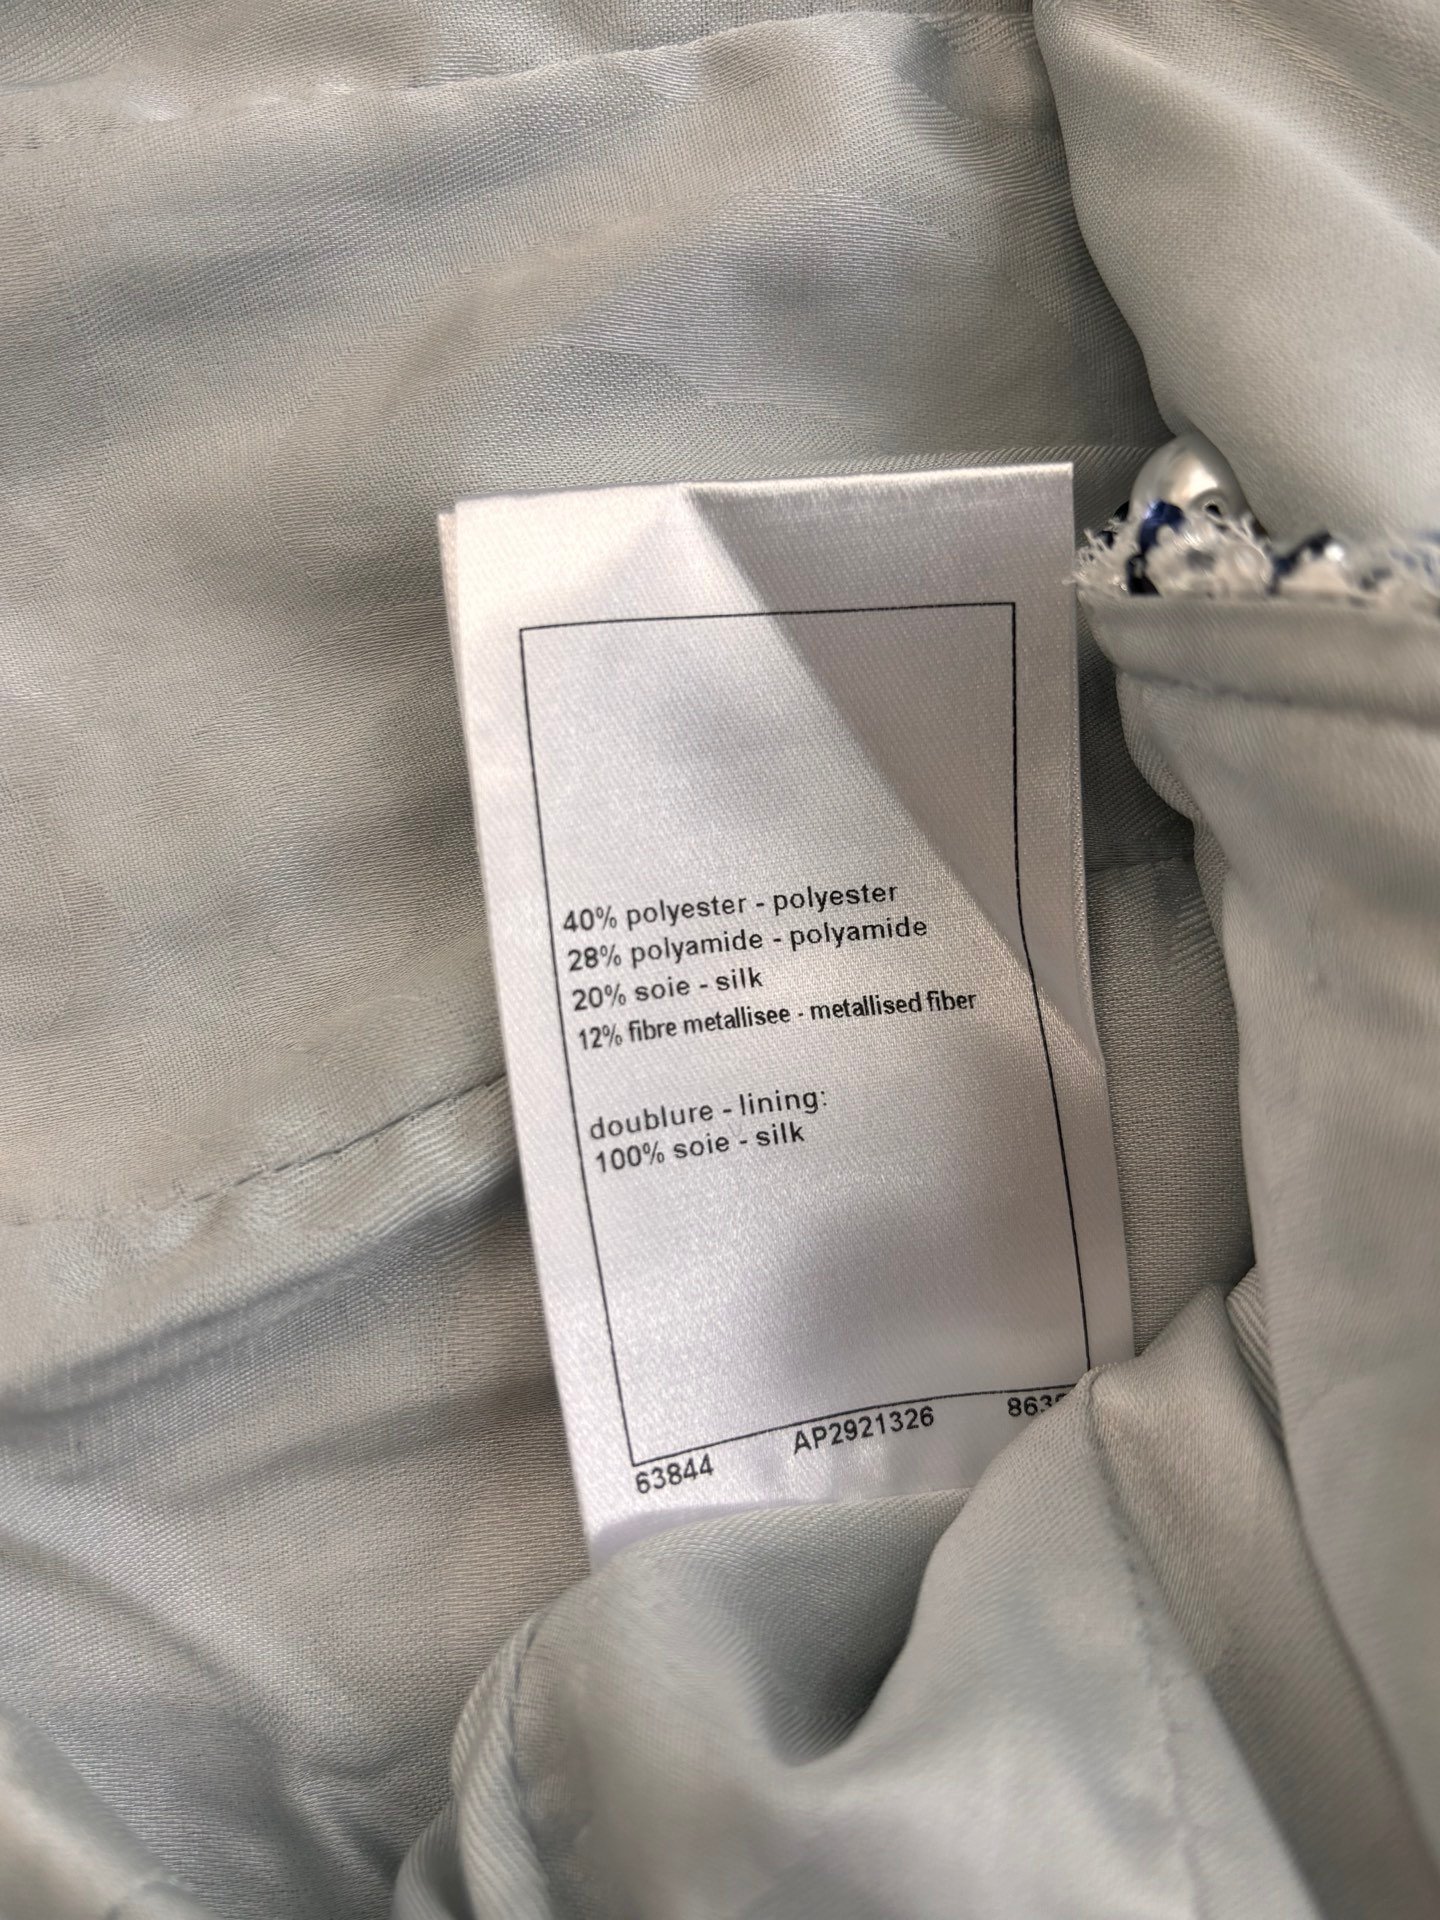 40% polyester - polyester
28% polyamide - polyamide
20% soie - silk
12% fibre metallisee - metallised fiber
doublure - lining:
100% soie - silk
63844 AP2921326